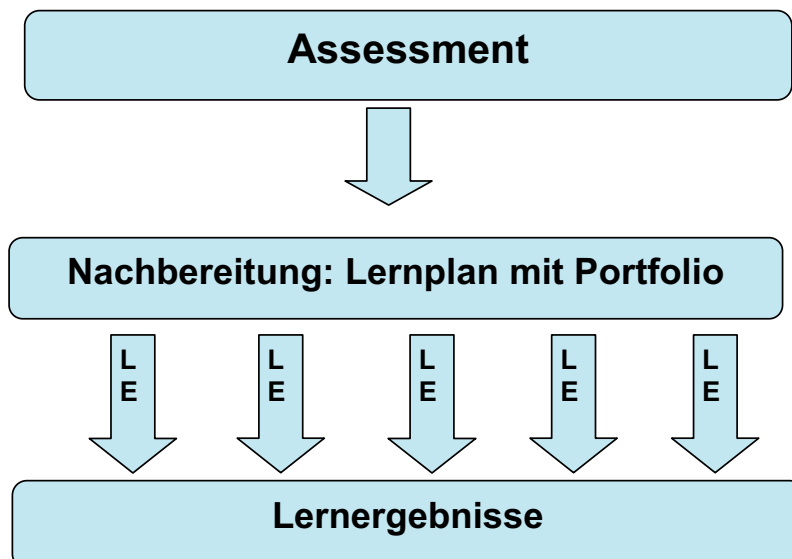 Assessment
Nachbereitung: Lernplan mit Portfolio
L L L L L
E E E E E
Lernergebnisse